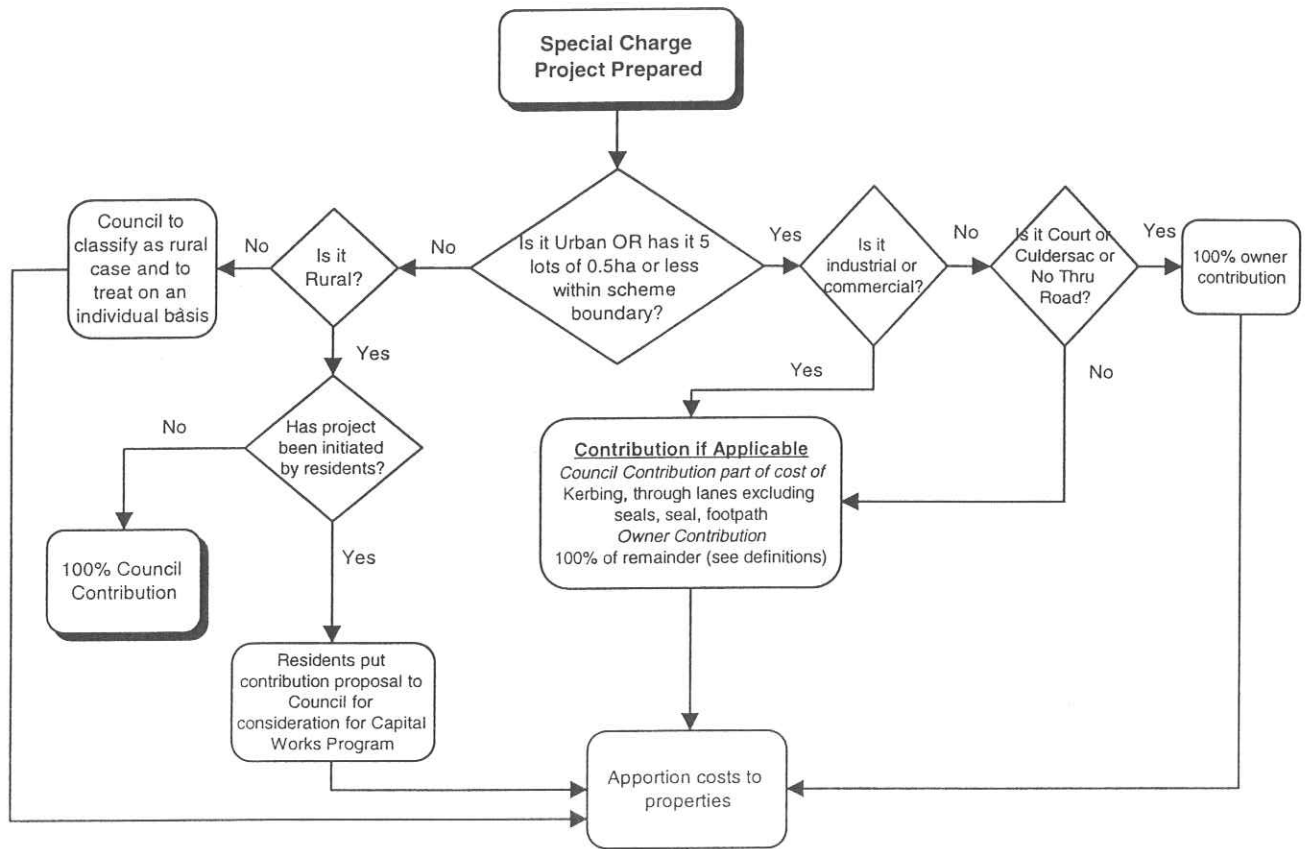 Special Charge
Project Prepared
Council to
classify as rural
case and to
treat on an
individual basis
No
Is it
Rural?
No
Is it Urban OR has it 5
lots of 0.5ha or less
within scheme
boundary?
Yes
Is it
industrial or
commercial?
No
Is it Court or
Culdersac or
No Thru
Road?
Yes
100% owner
contribution
Yes
Yes
No
No
Has project
been initiated
by residents?
Contribution if Applicable
Council Contribution part of cost of
Kerbing, through lanes excluding
seals, seal, footpath
Owner Contribution
100% of remainder (see definitions)
100% Council
Contribution
Yes
Residents put
contribution proposal to
Council for
consideration for Capital
Works Program
Apportion costs to
properties